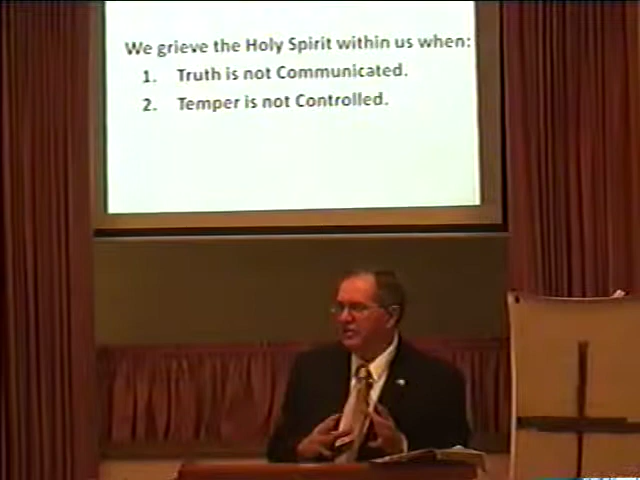 We grieve the Holy Spirit within us when:
1. Truth is not Communicated.
2. Temper is not Controlled.